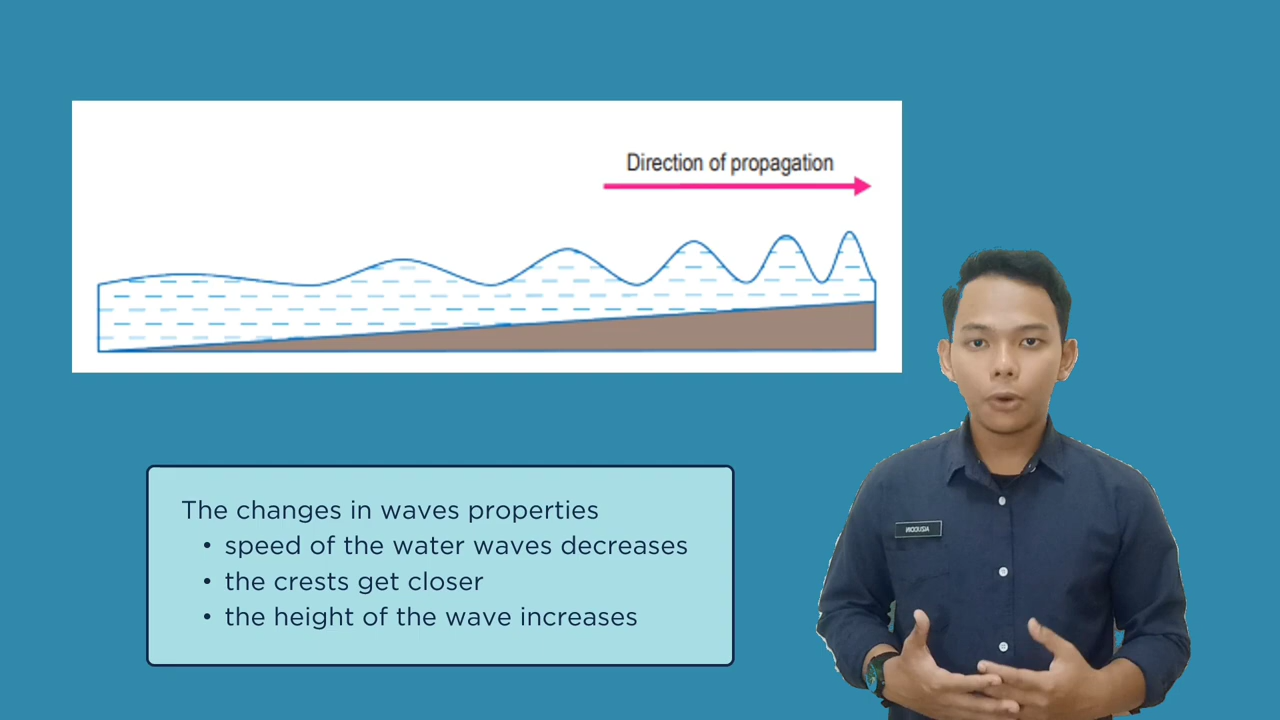 Direction of propagation
The changes in waves properties
• speed of the water waves decreases
• the crests get closer
• the height of the wave increases